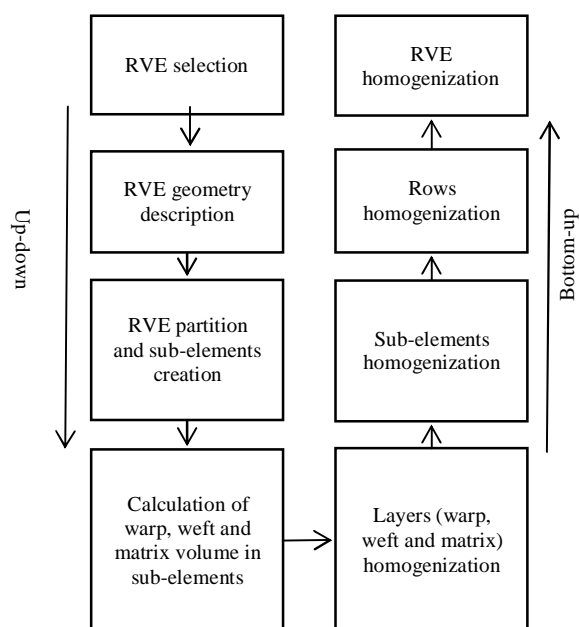 RVE selection
RVE geometry
description
RVE partition
and sub-elements
creation
Calculation of
warp, weft and
matrix volume in
sub-elements
Up-down
RVE
homogenization
Rows
homogenization
Sub-elements
homogenization
Layers (warp,
weft and matrix)
homogenization
Bottom-up